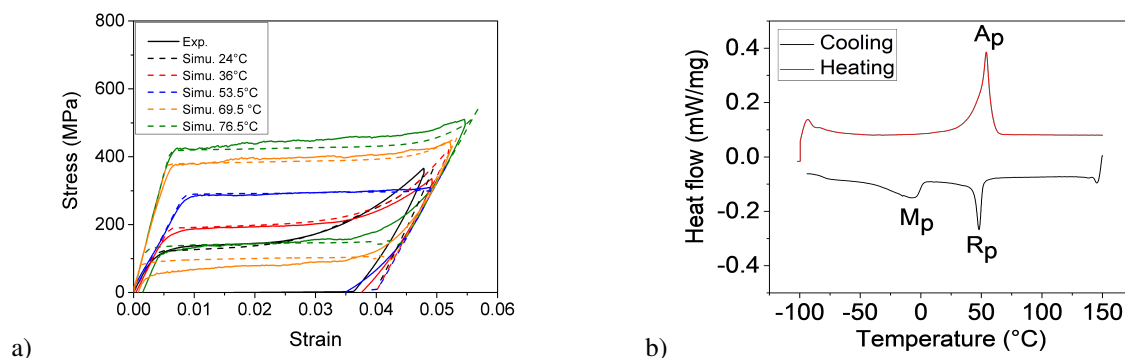 800
600
400
200
0
Stress (MPa)
0.00
0.01
0.02
0.03
0.04
0.05
0.06
Strain
Exp.
Simu. 24°C
Simu. 36°C
Simu. 53.5°C
Simu. 69.5 °C
Simu. 76.5°C
a)
0.4
0.2
0.0
-0.2
-0.4
Heat flow (mW/mg)
-100
-50
0
50
100
150
Temperature (°C)
Cooling
Heating
Ap
Mp
Rp
b)